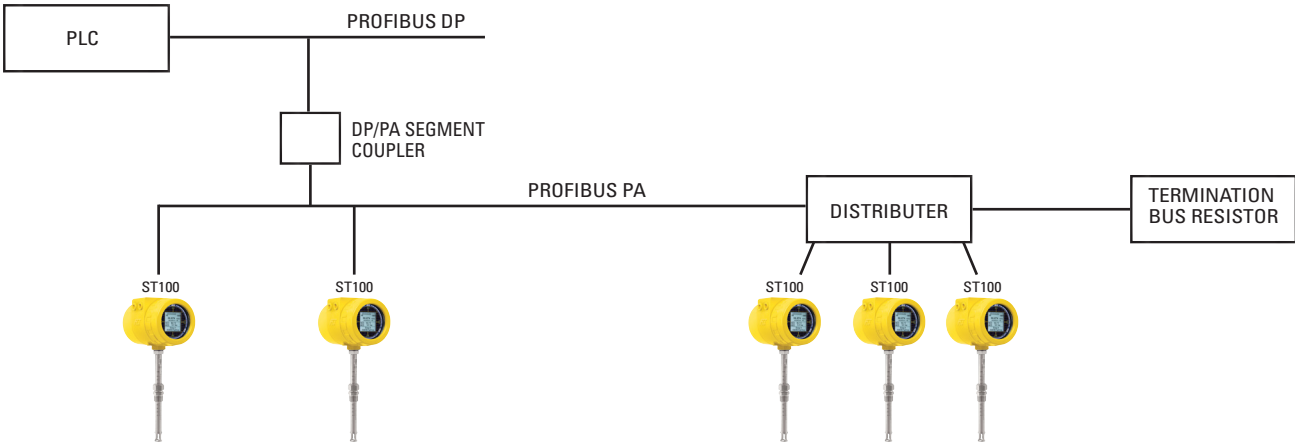 PROFIBUS DP
PLC
DP/PA SEGMENT
COUPLER
PROFIBUS PA
DISTRIBUTER
TERMINATION
BUS RESISTOR
ST100
ST100
ST100
ST100
ST100